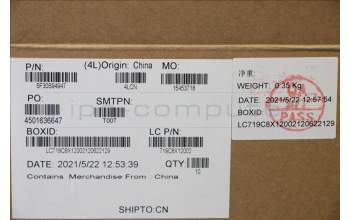 P/N:
(4L)Origin: China
MO:
5F30S94947
4LCN
15453718
PO:
SMTPN:
4501636647
T007
BOXID:
LC P/N:
LC719C8X12002120622129
719C8X12002
DATE: 2021/5/22 12:53:39
QTY
10
Contains Merchandise From : China
SHIPTO:CN
净重:
WEIGHT: 0.35 Kg
DATE:
2021/5/22 12:57:54
BOXID:
LC719C8X12002120622129
PASS